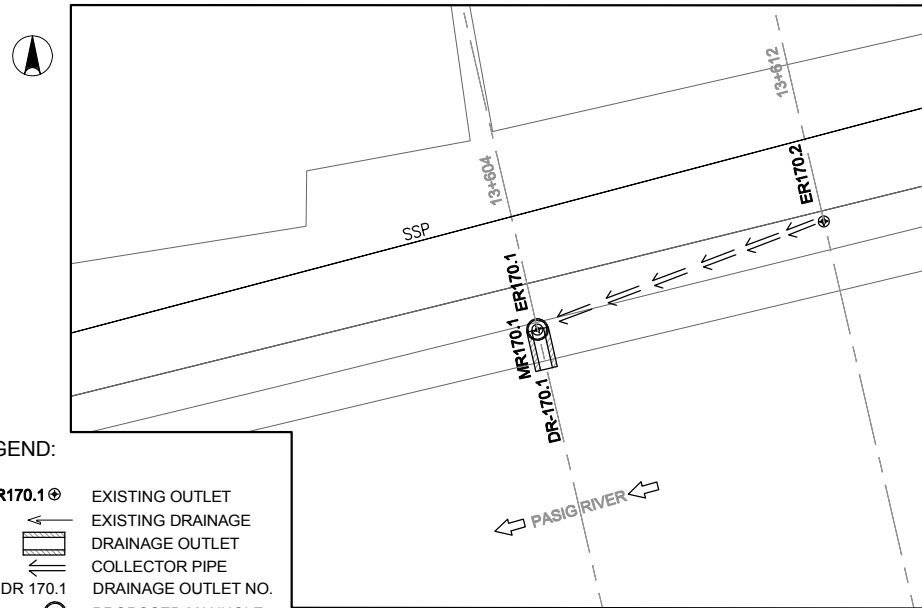 13+612
ER170.2
13+604
SSP
ER170.1
MR170.1
DR-170.1
PASIG RIVER
GEND:
R170.1 EXISTING OUTLET
EXISTING DRAINAGE
DRAINAGE OUTLET
COLLECTOR PIPE
DR 170.1 DRAINAGE OUTLET NO.